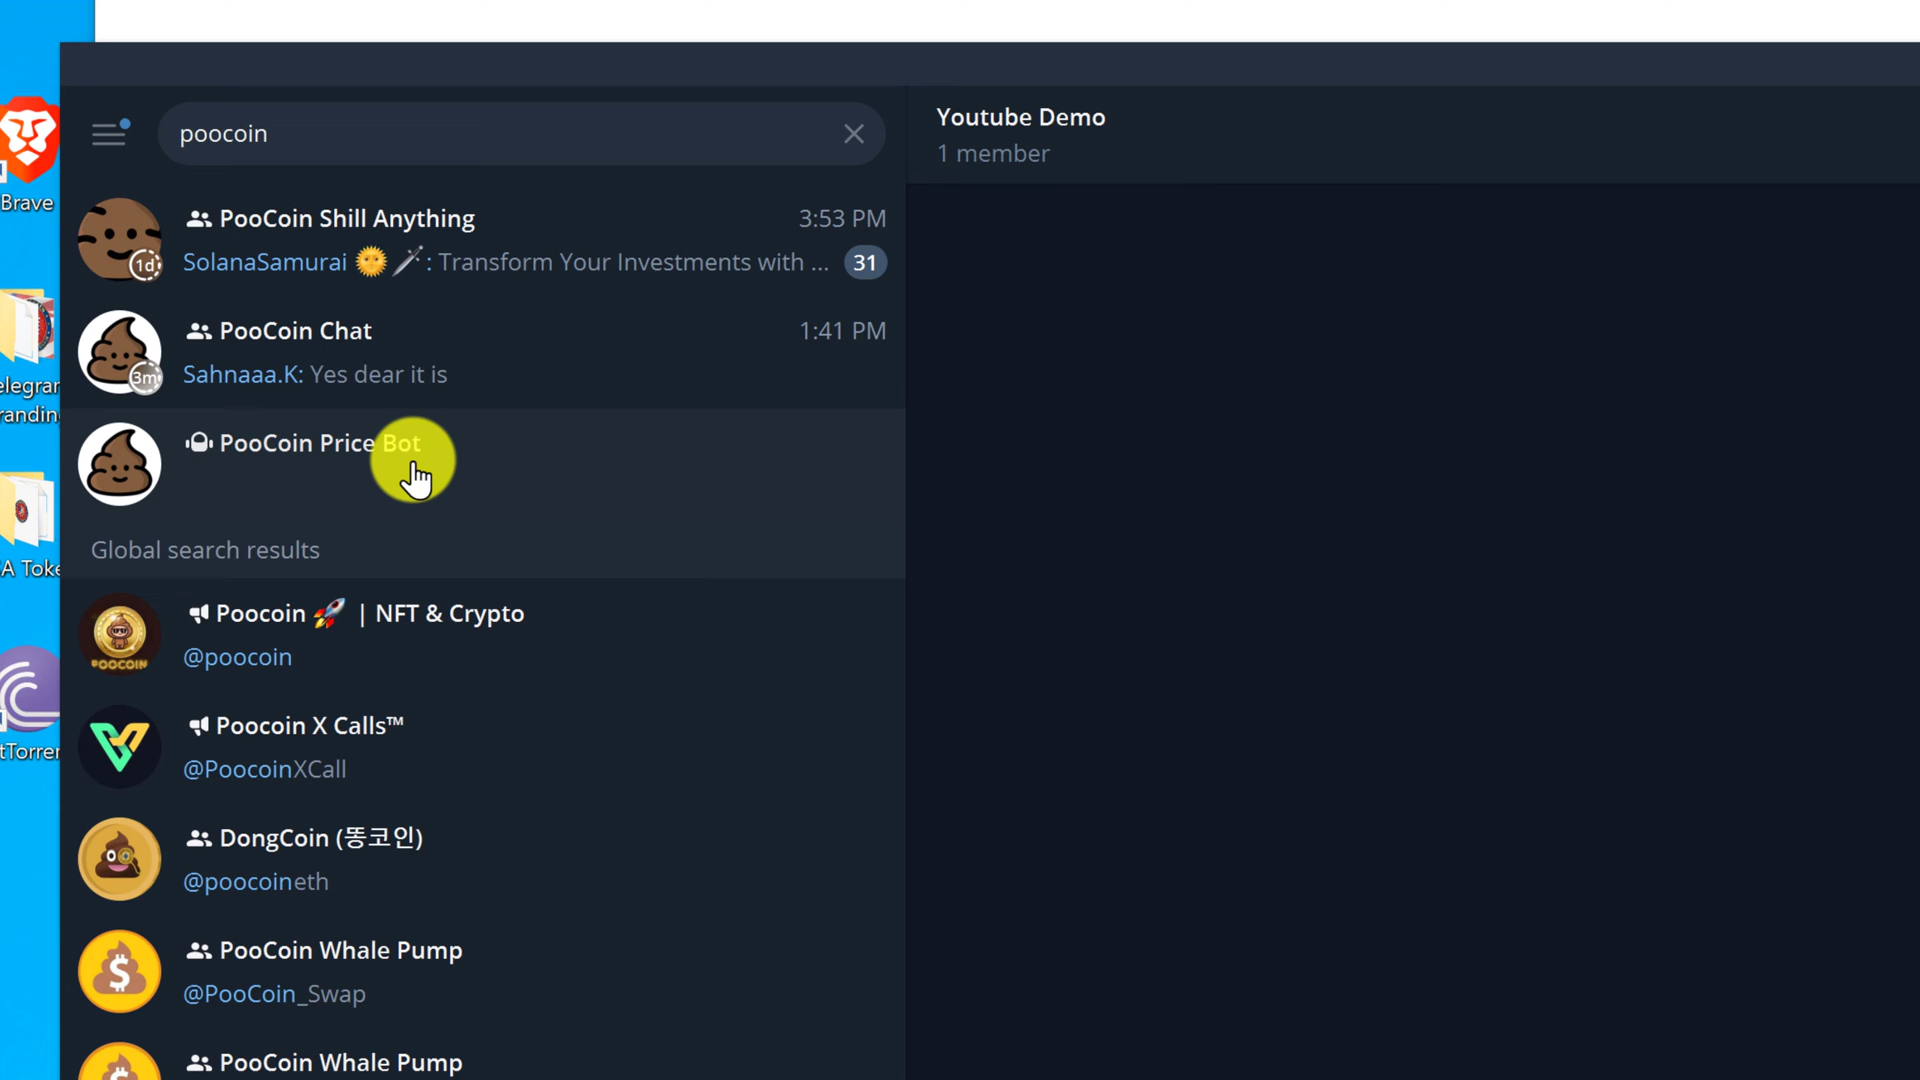 Brave
elegran
randin
A Toke
tTorren
poocoin
PooCoin Shill Anything
3:53 PM
SolanaSamurai 🌞🗡️: Transform Your Investments with ...
31
1d
PooCoin Chat
1:41 PM
Sahnaaa.K: Yes dear it is
3m
PooCoin Price Bot
Global search results
Poocoin 🚀 | NFT & Crypto
@poocoin
POOCOIN
Poocoin X Calls™
@PoocoinXCall
DongCoin (똥코인)
@poocoineth
PooCoin Whale Pump
@PooCoin_Swap
$
PooCoin Whale Pump
Youtube Demo
1 member